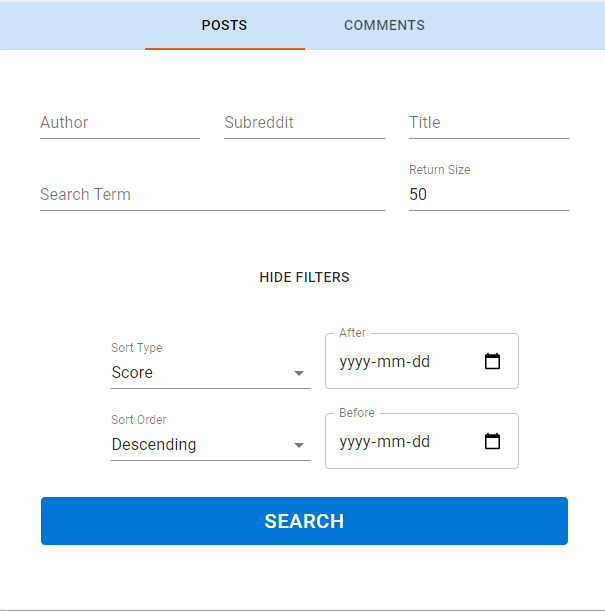 POSTS COMMENTS
Author Subreddit Title
Return Size
Search Term 50
HIDE FILTERS
After
Sort Type
yyyy-mm-dd
Score
Before
Sort Order
yyyy-mm-dd
Descending
SEARCH